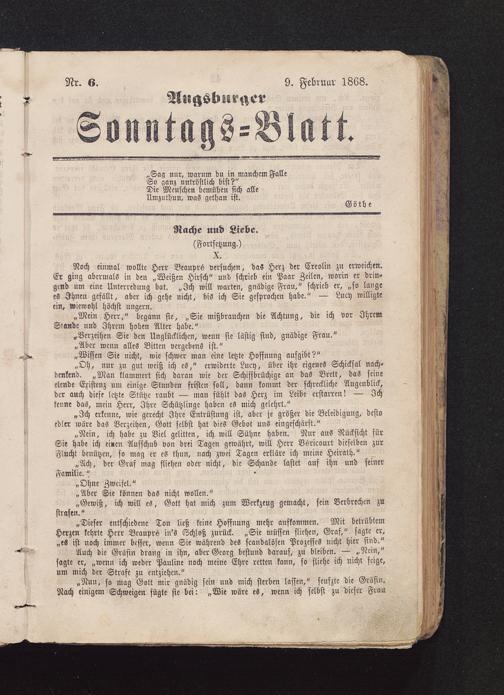 Nr. 6.
9. Februar 1868.
Augsburger
Sonntags-Blatt.
„Sag nur, warum du in manchem Falle
So ganz untröstlich bist?“
Die Menschen bemühen sich alle
Umzuthun, was gethan ist.
Göthe
Rache und Liebe.
(Fortsetzung.)
X.
Noch einmal wollte Herr Beaupré versuchen, das Herz der Creolin zu erweichen.
Er ging abermals in den „Weißen Hirsch“ und schrieb ein Paar Zeilen, worin er drin-
gend um eine Unterredung bat. „Ich will warten, gnädige Frau,“ schrieb er, „so lange
es Ihnen gefällt, aber ich gehe nicht, bis ich Sie gesprochen habe.“ — Lucy willigte
ein, wiewohl höchst ungern.
„Mein Herr,“ begann sie, „Sie mißbrauchen die Achtung, die ich vor Ihrem
Stande und Ihrem hohen Alter habe.“
„Verzeihen Sie den Unglücklichen, wenn sie lästig sind, gnädige Frau.“
„Aber wenn alles Bitten vergebens ist.“
„Wissen Sie nicht, wie schwer man eine letzte Hoffnung aufgibt?“
„Oh, nur zu gut weiß ich es,“ erwiderte Lucy, über ihr eigenes Schicksal nach-
denkend. „Man klammert sich daran wie der Schiffbrüchige an das Brett, das seine
elende Existenz um einige Stunden fristen soll, dann kommt der schreckliche Augenblick,
der auch diese letzte Stütze raubt — man fühlt das Herz im Leibe erstarren! — Ich
kenne das, mein Herr, Ihre Schützlinge haben es mich gelehrt.“
„Ich erkenne, wie gerecht Ihre Entrüstung ist, aber je größer die Beleidigung, desto
edler wäre das Verzeihen, Gott selbst hat dies Gebot uns eingeschärft.“
„Nein, ich habe zu Viel gelitten, ich will Sühne haben. Nur aus Rücksicht für
Sie habe ich einen Aufschub von drei Tagen gewährt, will Herr Véricourt dieselben zur
Flucht benützen, so mag er es thun, nach zwei Tagen erkläre ich meine Heirath.“
„Ach, der Graf mag fliehen oder nicht, die Schande lastet auf ihn und seiner
Familie.“
„Ohne Zweifel.“
„Aber Sie können das nicht wollen.“
„Gewiß, ich will es, Gott hat mich zum Werkzeug gemacht, sein Verbrechen zu
strafen.“
„Dieser entschiedene Ton ließ keine Hoffnung mehr aufkommen. Mit betrübtem
Herzen kehrte Herr Beaupré in's Schloß zurück. „Sie müssen fliehen, Graf,“ sagte er,
„es ist noch immer besser, wenn Sie während des scandalösen Prozesses nicht hier sind.“
Auch die Gräfin drang in ihn, aber Georg bestund darauf, zu bleiben. — „Nein,“
sagte er, „wenn ich weder Pauline noch meine Ehre retten kann, so fliehe ich nicht feige,
um mich der Strafe zu entziehen.“
„Nun, so mag Gott mir gnädig sein und mich sterben lassen,“ seufzte die Gräfin.
Nach einigem Schweigen fügte sie bei: „Wie wäre es, wenn ich selbst zu dieser Frau